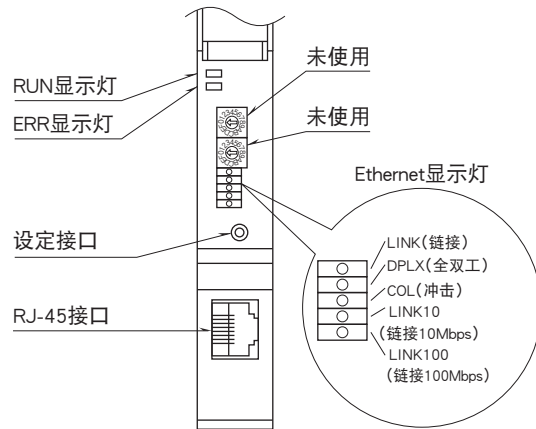 RUN显示灯
ERR显示灯
未使用
未使用
Ethernet显示灯
设定接口
RJ-45接口
LINK(链接)
DPLX(全双工)
COL(冲击)
LINK10
(链接10Mbps)
LINK100
(链接100Mbps)